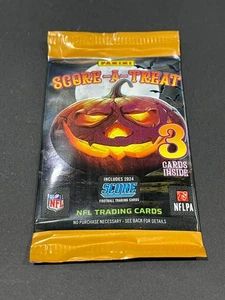 PANINI
SCORE-A-TREAT
3
CARDS
INSIDE
INCLUDES 2024
SCORE
FOOTBALL TRADING CARDS
NFL
NFLPA
NFL TRADING CARDS
NO PURCHASE NECESSARY - SEE BACK FOR DETAILS